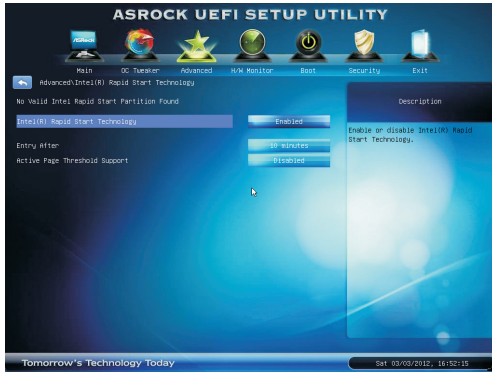 ASROCK UEFI SETUP UTILITY
ASRock
Main OC Tweaker Advanced H/W Monitor Boot Security Exit
Advanced\Intel(R) Rapid Start Technology
No Valid Intel Rapid Start Partition Found
Description
Intel(R) Rapid Start Technology Enabled
Enable or disable Intel(R) Rapid
Start Technology.
Entry After 10 minutes
Active Page Threshold Support Disabled
Tomorrow's Technology Today
Sat 03/03/2012, 16:52:15